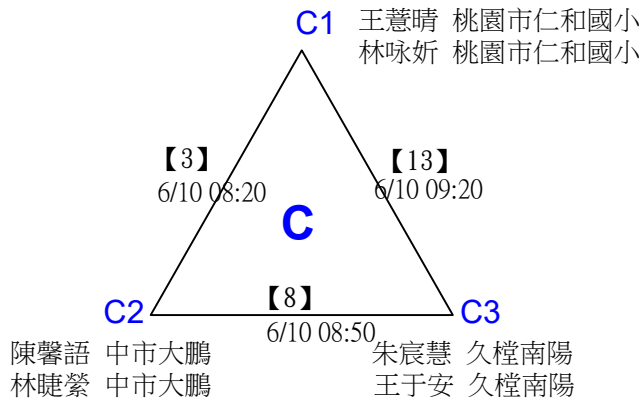 C1
王薏晴 桃園市仁和國小
林咏妡 桃園市仁和國小
【3】
6/10 08:20
【13】
6/10 09:20
C
【8】
6/10 08:50
C2
C3
陳馨語 中市大鵬
林睫縈 中市大鵬
朱宸慧 久樘南陽
王于安 久樘南陽